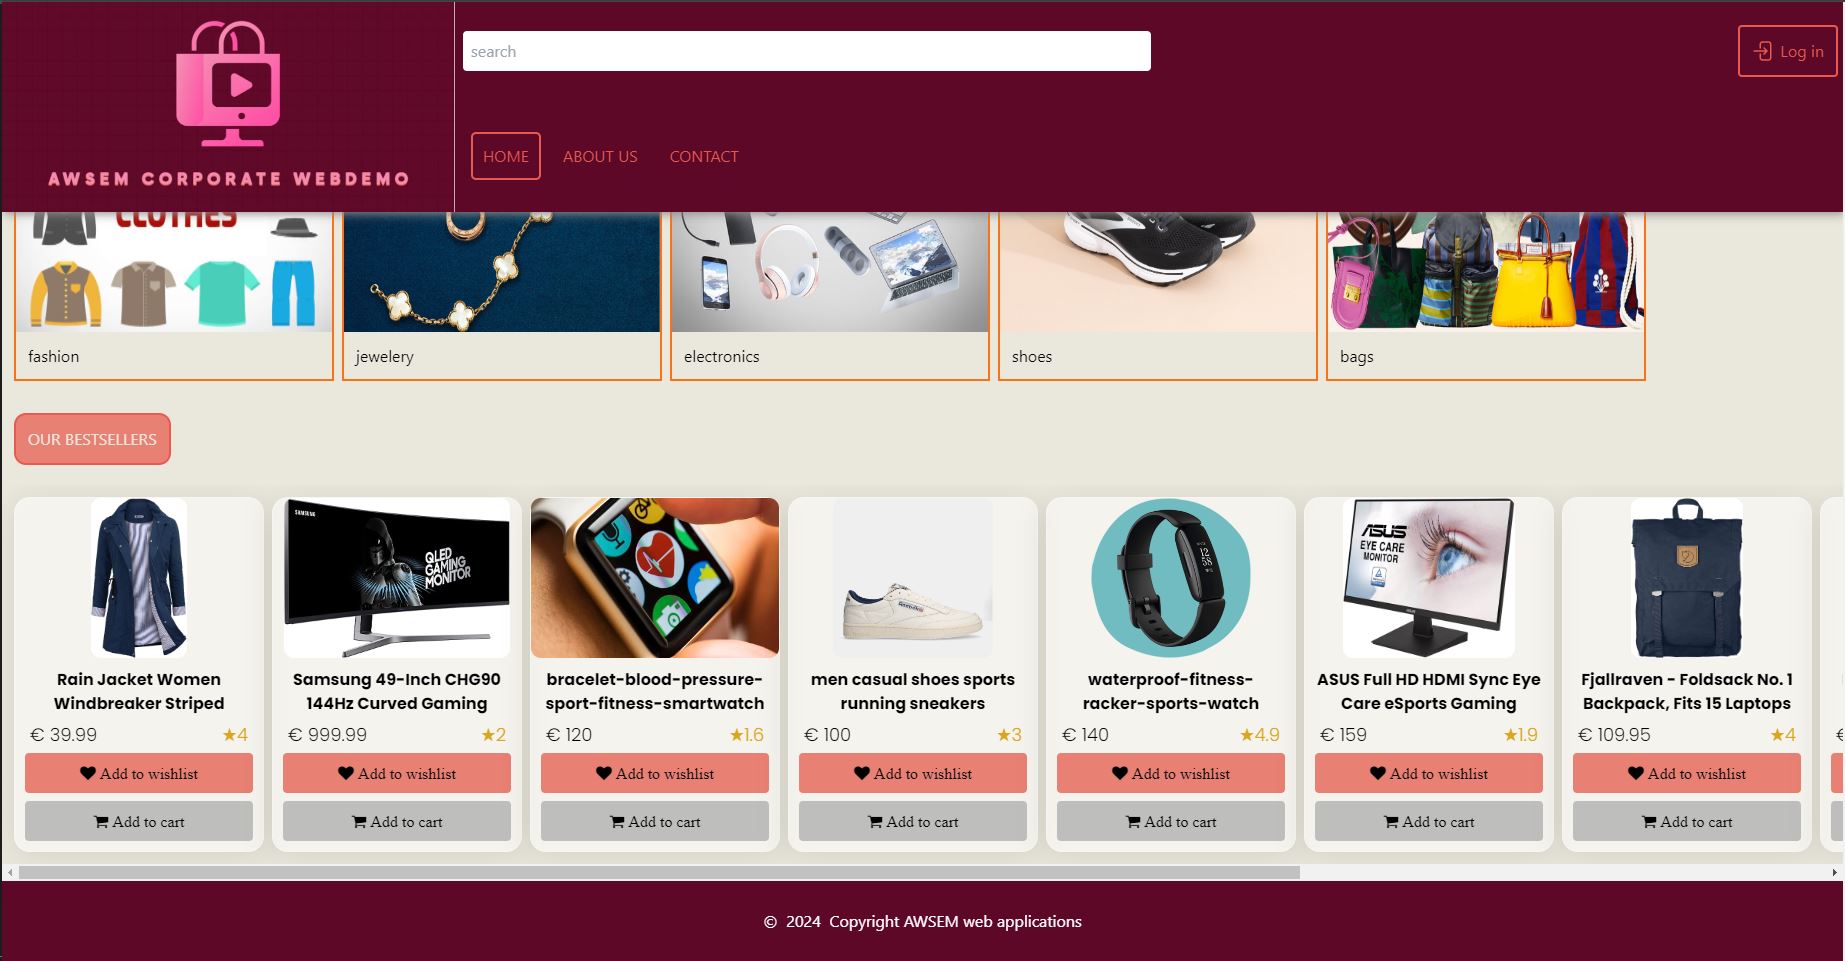 search
Log in
HOME ABOUT US CONTACT
AWSEM CORPORATE WEBDEMO
CLOTHES
fashion jewelery electronics shoes bags
OUR BESTSELLERS
SAMSUNG
QLED
GAMING
MONITOR
ASUS
EYE CARE
MONITOR
12
58
Reebok
Rain Jacket Women
Windbreaker Striped
€ 39.99 ★4
Add to wishlist
Add to cart
Samsung 49-Inch CHG90
144Hz Curved Gaming
€ 999.99 ★2
Add to wishlist
Add to cart
bracelet-blood-pressure-
sport-fitness-smartwatch
€ 120 ★1.6
Add to wishlist
Add to cart
men casual shoes sports
running sneakers
€ 100 ★3
Add to wishlist
Add to cart
waterproof-fitness-
racker-sports-watch
€ 140 ★4.9
Add to wishlist
Add to cart
ASUS Full HD HDMI Sync Eye
Care eSports Gaming
€ 159 ★1.9
Add to wishlist
Add to cart
Fjallraven - Foldsack No. 1
Backpack, Fits 15 Laptops
€ 109.95 ★4
Add to wishlist
Add to cart
€
© 2024 Copyright AWSEM web applications